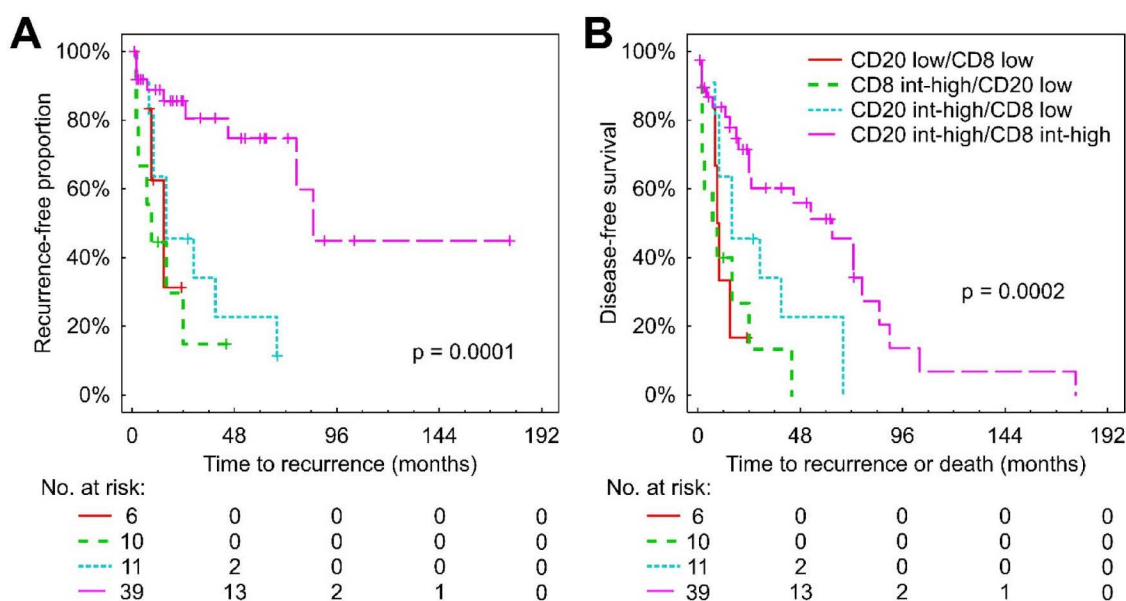 A
100%
80%
60%
40%
20%
0%
Recurrence-free proportion
p = 0.0001
0 48 96 144 192
Time to recurrence (months)
No. at risk:
6 0 0 0 0
10 0 0 0 0
11 2 0 0 0
39 13 2 1 0
B
CD20 low/CD8 low
CD8 int-high/CD20 low
CD20 int-high/CD8 low
CD20 int-high/CD8 int-high
100%
80%
60%
40%
20%
0%
Disease-free survival
p = 0.0002
0 48 96 144 192
Time to recurrence or death (months)
No. at risk:
6 0 0 0 0
10 0 0 0 0
11 2 0 0 0
39 13 2 1 0